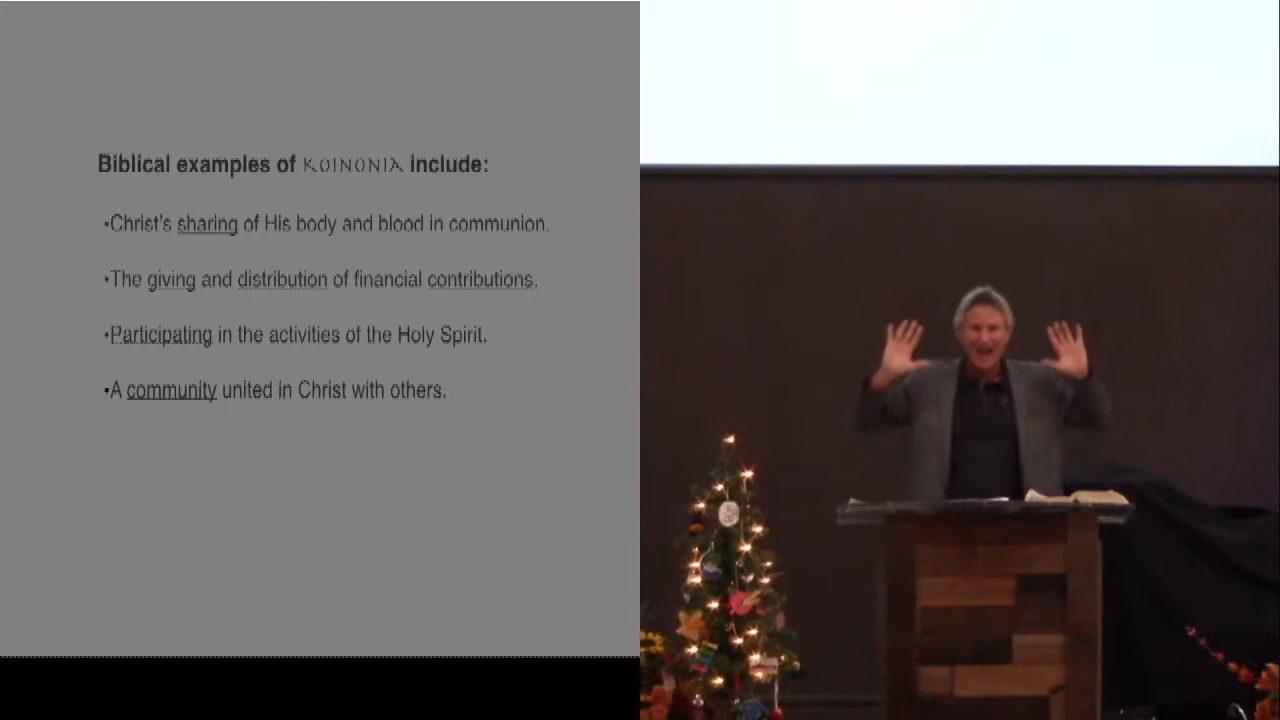 Biblical examples of KOINONIA include:
•Christ's sharing of His body and blood in communion.
•The giving and distribution of financial contributions.
•Participating in the activities of the Holy Spirit.
•A community united in Christ with others.